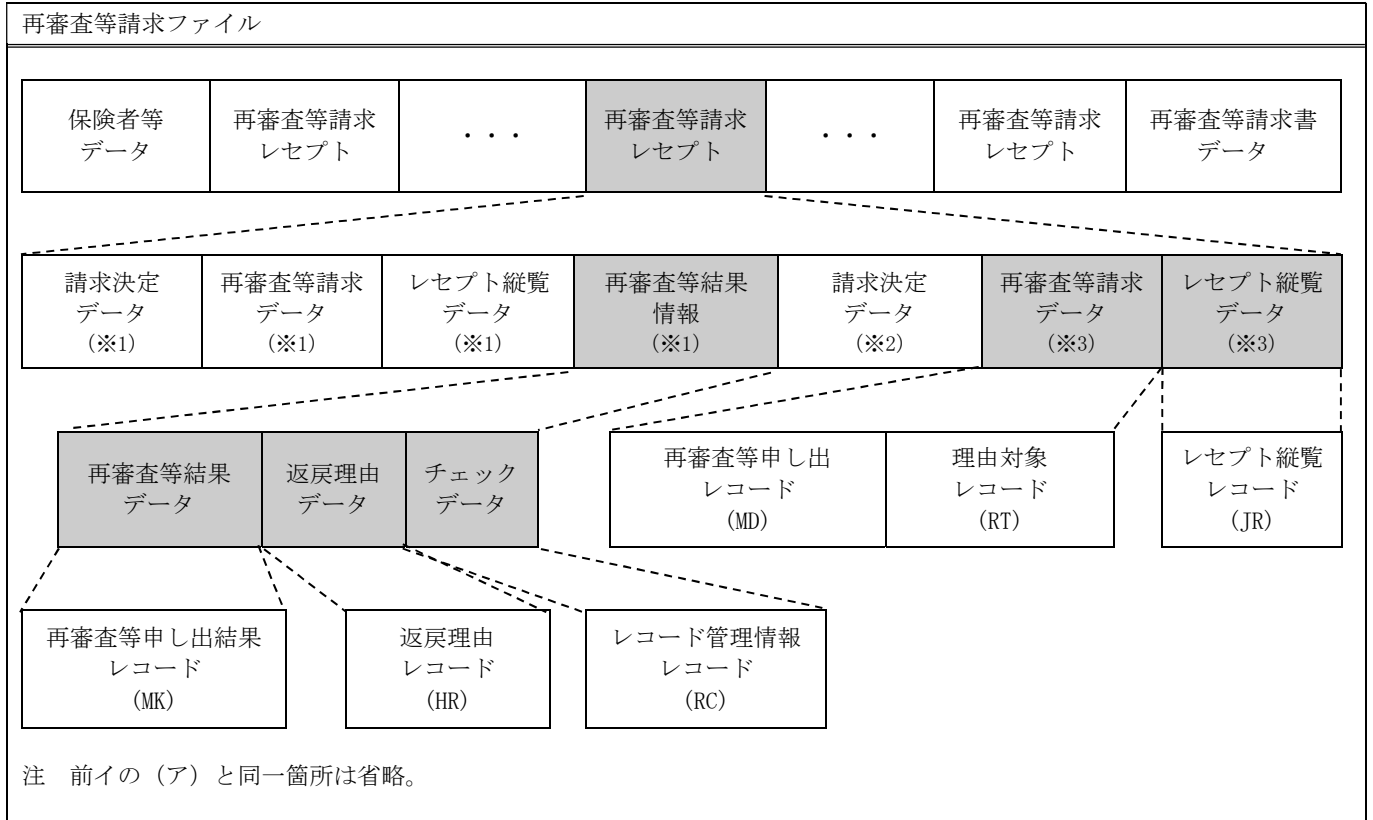 再審査等請求ファイル
保険者等
データ
再審査等請求
レセプト
・・・
再審査等請求
レセプト
・・・
再審査等請求
レセプト
再審査等請求書
データ
請求決定
データ
(※1)
再審査等請求
データ
(※1)
レセプト縦覧
データ
(※1)
再審査等結果
情報
(※1)
請求決定
データ
(※2)
再審査等請求
データ
(※3)
レセプト縦覧
データ
(※3)
再審査等結果
データ
返戻理由
データ
チェック
データ
再審査等申し出
レコード
(MD)
理由対象
レコード
(RT)
レセプト縦覧
レコード
(JR)
再審査等申し出結果
レコード
(MK)
返戻理由
レコード
(HR)
レコード管理情報
レコード
(RC)
注　前イの（ア）と同一箇所は省略。